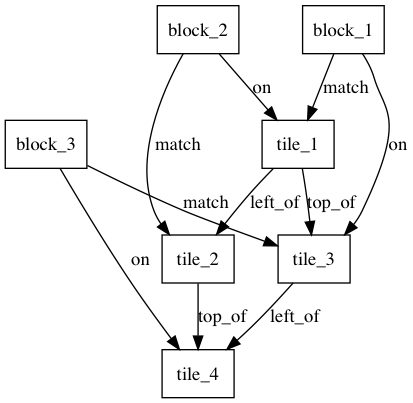 block_2
block_1
on
match
block_3
tile_1
match
on
match
left_of
top_of
tile_2
tile_3
on
top_of
left_of
tile_4